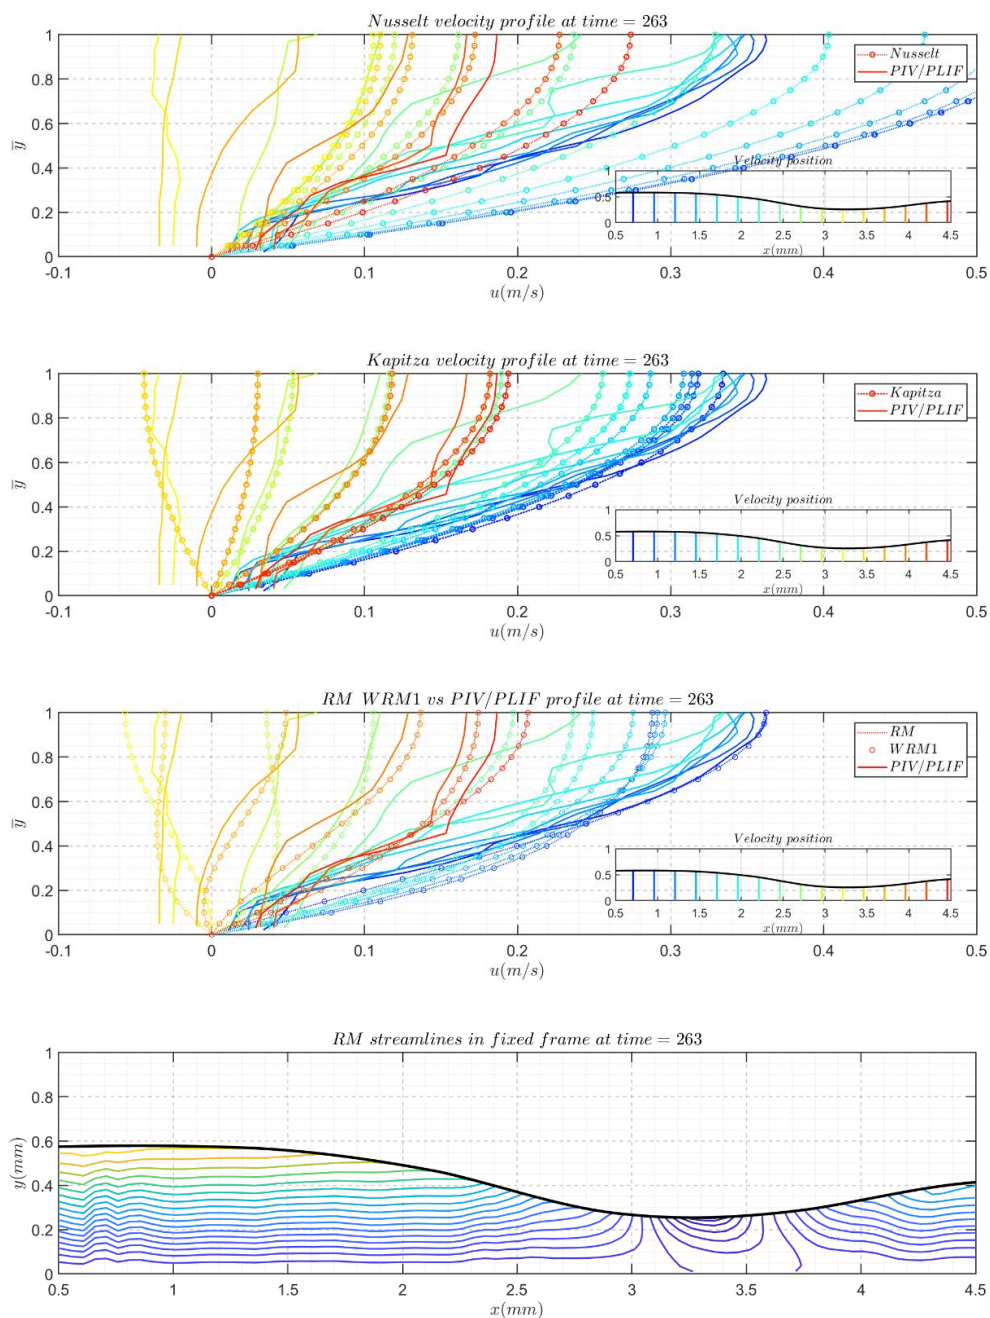 Nusselt velocity profile at time = 263
1
0.8
0.6
0.4
0.2
0
y̅
Nusselt
PIV/PLIF
Velocity position
1
0.5
0
0.5 1 1.5 2 2.5 3 3.5 4 4.5
x(mm)
-0.1 0 0.1 0.2 0.3 0.4 0.5
u(m/s)
Kapitza velocity profile at time = 263
1
0.8
0.6
0.4
0.2
0
y̅
Kapitza
PIV/PLIF
Velocity position
1
0.5
0
0.5 1 1.5 2 2.5 3 3.5 4 4.5
x(mm)
-0.1 0 0.1 0.2 0.3 0.4 0.5
u(m/s)
RM WRM1 vs PIV/PLIF profile at time = 263
1
0.8
0.6
0.4
0.2
0
y̅
RM
WRM1
PIV/PLIF
Velocity position
1
0.5
0
0.5 1 1.5 2 2.5 3 3.5 4 4.5
x(mm)
-0.1 0 0.1 0.2 0.3 0.4 0.5
u(m/s)
RM streamlines in fixed frame at time = 263
1
0.8
0.6
0.4
0.2
0
y(mm)
0.5 1 1.5 2 2.5 3 3.5 4 4.5
x(mm)